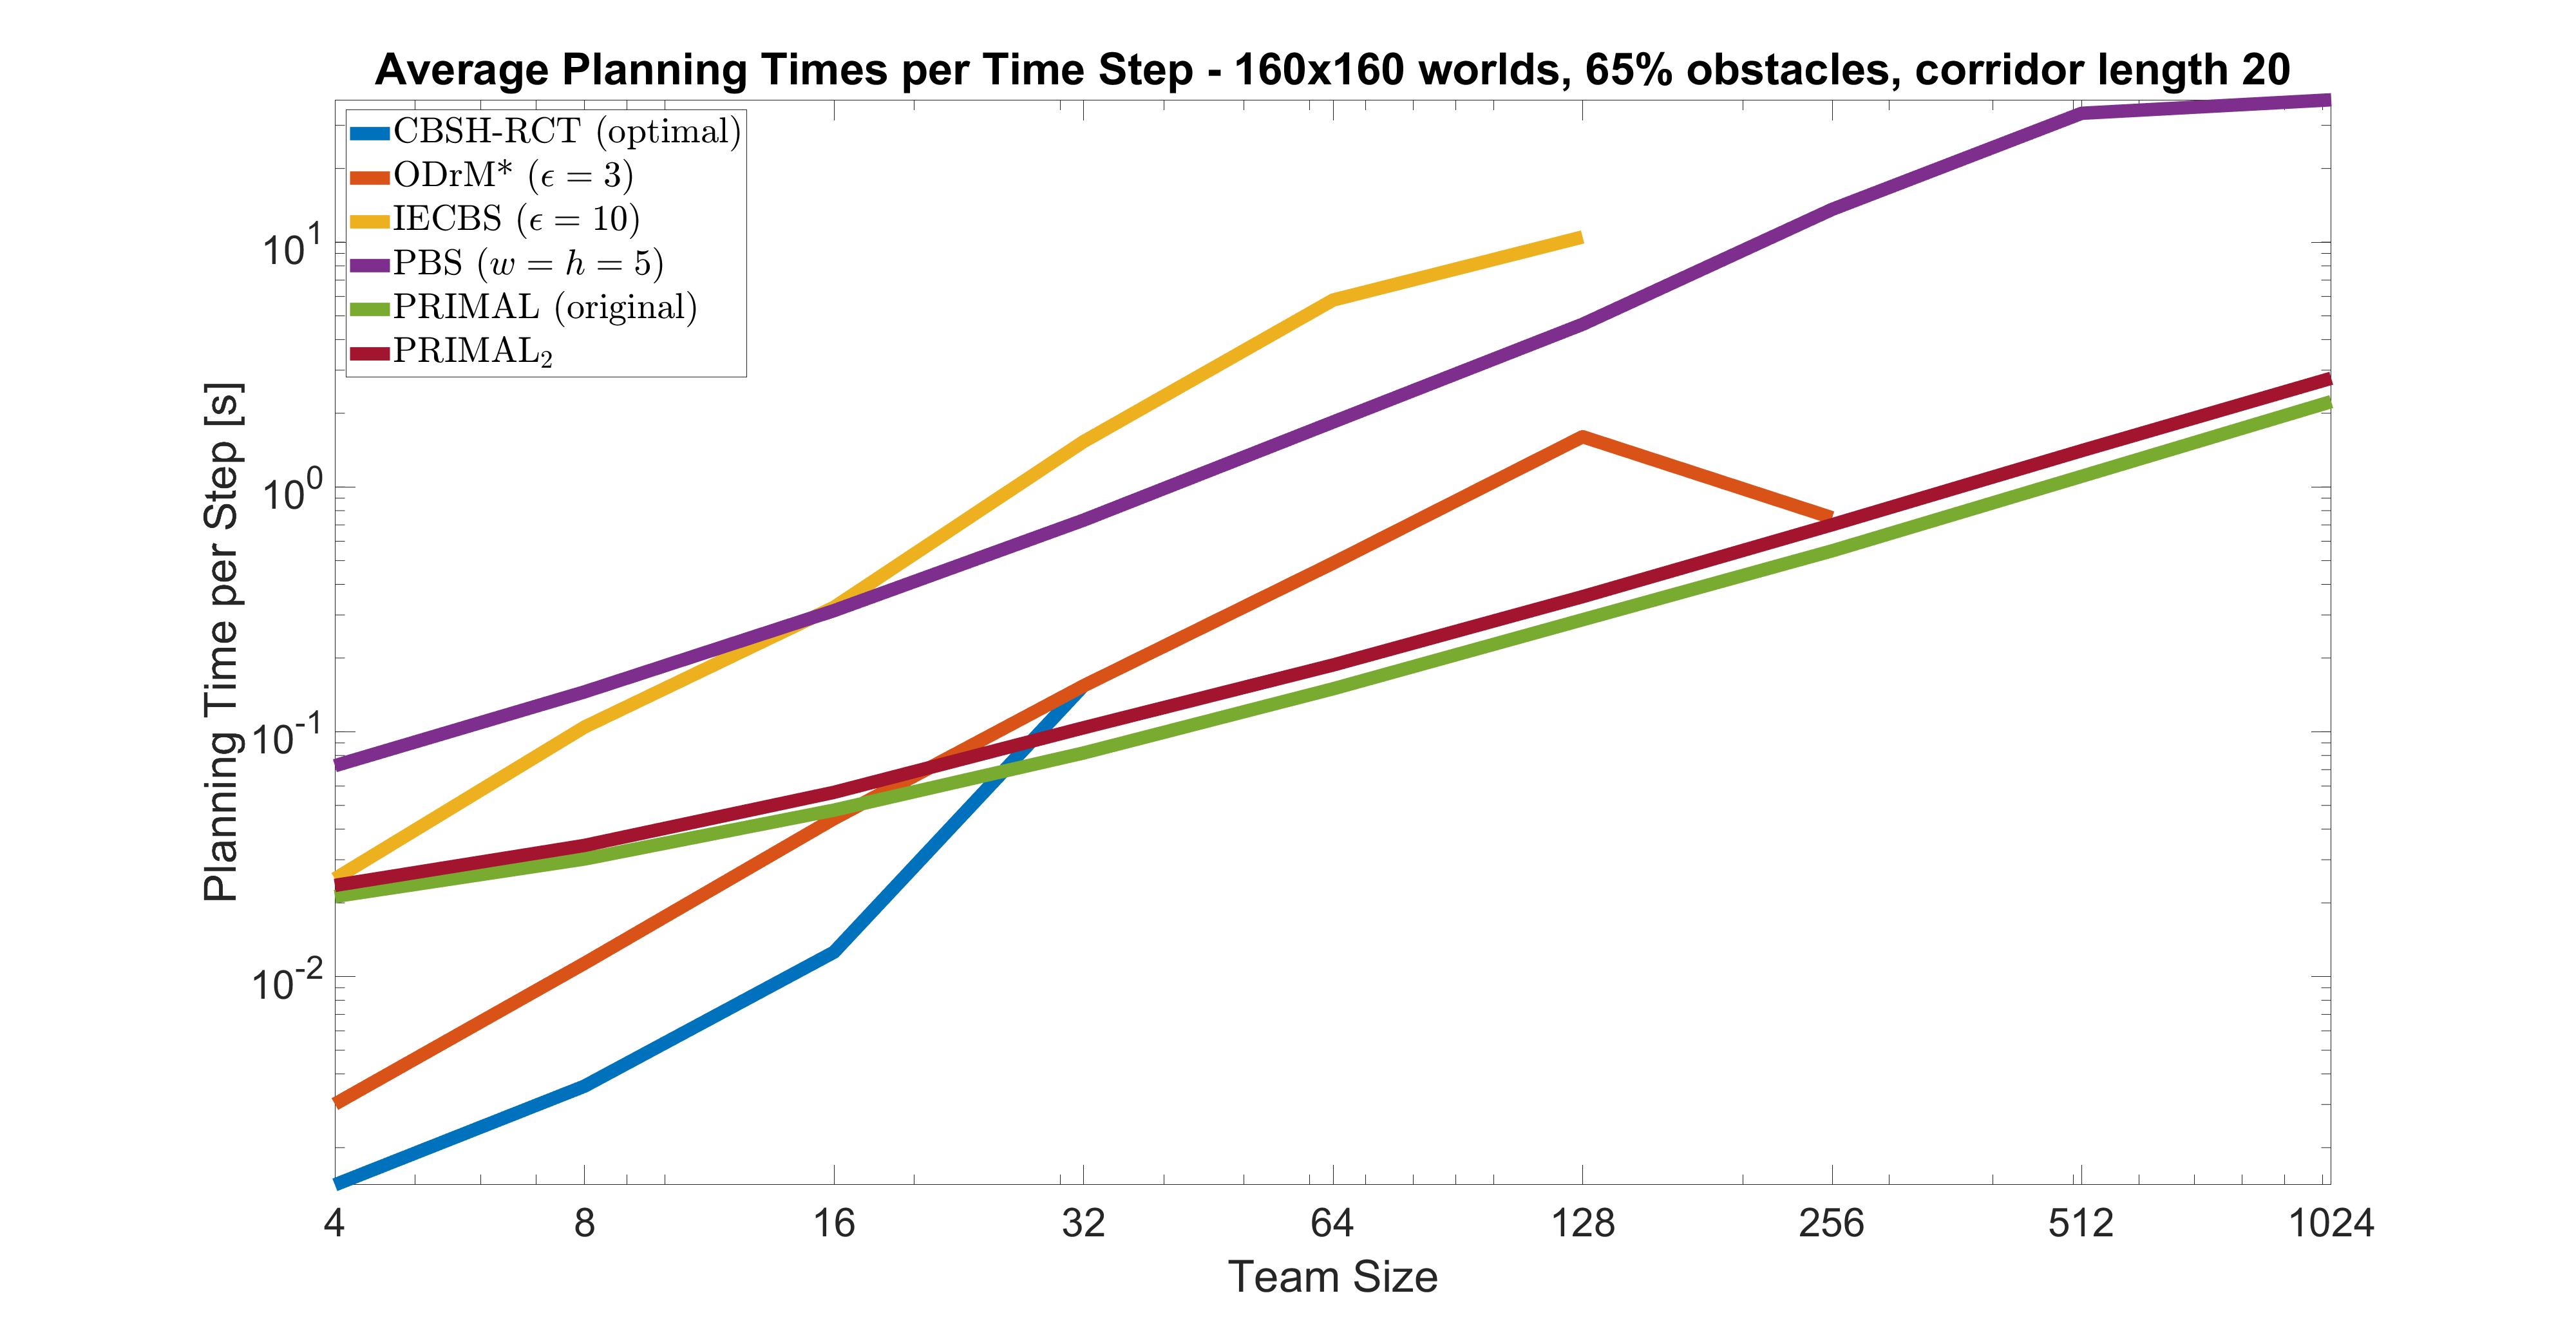 Average Planning Times per Time Step - 160x160 worlds, 65% obstacles, corridor length 20
CBSH-RCT (optimal)
ODrM* (ϵ = 3)
IECBS (ϵ = 10)
PBS (w = h = 5)
PRIMAL (original)
PRIMAL₂
Planning Time per Step [s]
10¹
10⁰
10⁻¹
10⁻²
4 8 16 32 64 128 256 512 1024
Team Size